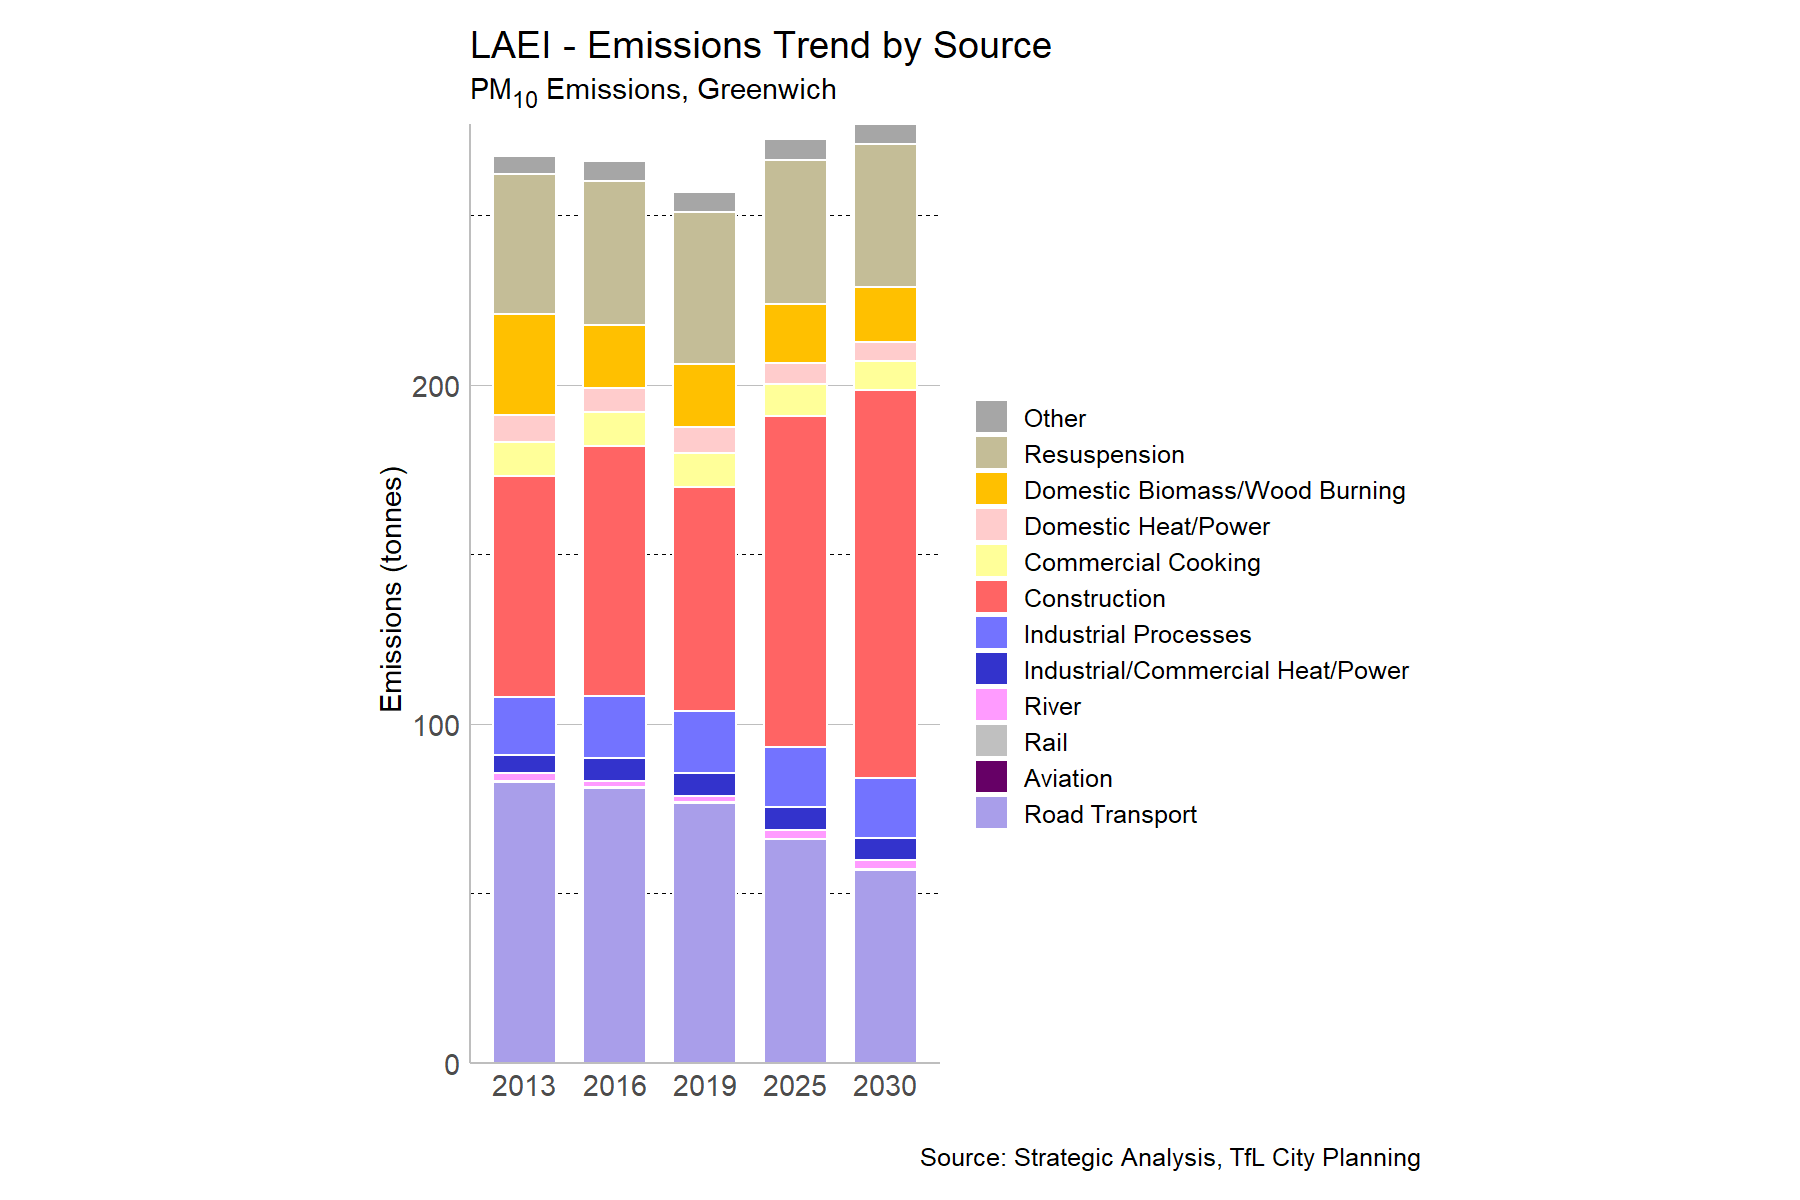 LAEI - Emissions Trend by Source
PM10 Emissions, Greenwich
Emissions (tonnes)
200
100
0
2013 2016 2019 2025 2030
Other
Resuspension
Domestic Biomass/Wood Burning
Domestic Heat/Power
Commercial Cooking
Construction
Industrial Processes
Industrial/Commercial Heat/Power
River
Rail
Aviation
Road Transport
Source: Strategic Analysis, TfL City Planning